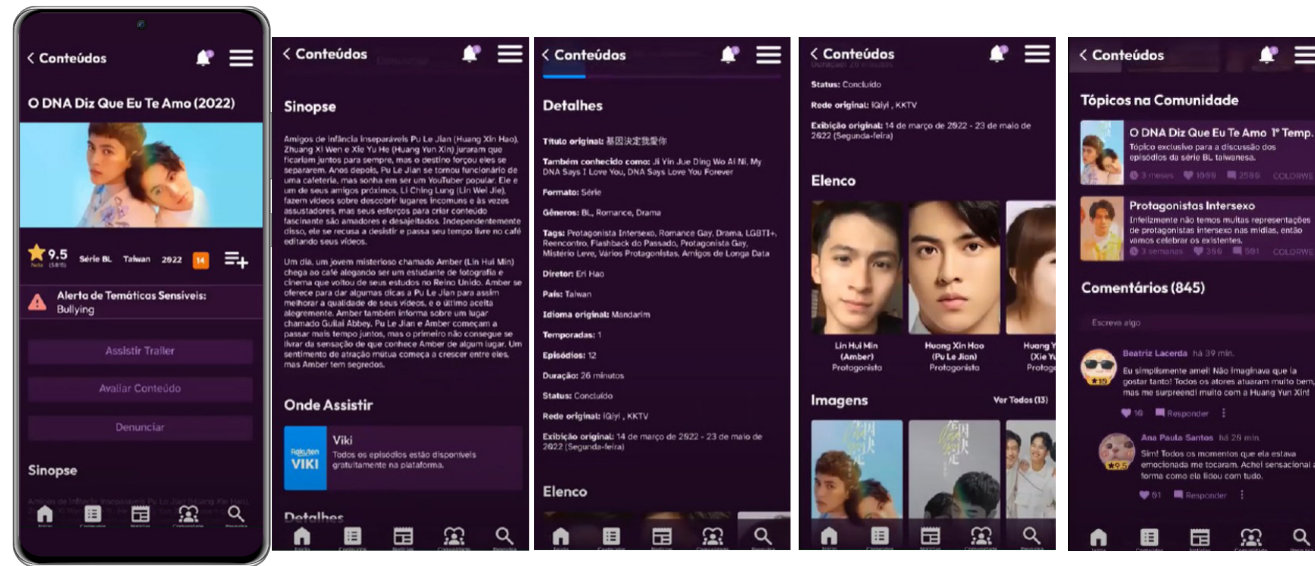 < Conteúdos
O DNA Diz Que Eu Te Amo (2022)
9.5
Série BL
Taiwan
2022
14
Alerta de Temáticas Sensíveis:
Bullying
Assistir Trailer
Avaliar Conteúdo
Denunciar
Sinopse
Início
< Conteúdos
Sinopse
Amigos de infância inseparáveis Pu Le Jian (Huang Xin Hao),
Zhuang Xi Wen e Xie Yu He (Huang Yun Xin) juraram que
ficariam juntos para sempre, mas o destino forçou eles se
separarem. Anos depois, Pu Le Jian se tornou funcionário de
uma cafeteria, mas sonha em ser um YouTuber popular. Ele e
um de seus amigos próximos, Li Ching Lung (Lin Wei Jie),
fazem vídeos sobre descobrir lugares incomuns e às vezes
assustadores, mas seus esforços para criar conteúdo
fascinante são amadores e desajeitados. Independentemente
disso, ele se recusa a desistir e passa seu tempo livre no café
editando seus vídeos.
Um dia, um jovem misterioso chamado Amber (Lin Hui Min)
chega ao café alegando ser um estudante de fotografia e
cinema que voltou de seus estudos no Reino Unido. Amber se
oferece para dar algumas dicas a Pu Le Jian para assim
melhorar a qualidade de seus vídeos, e o último aceita
alegremente. Amber também informa sobre um lugar
chamado Guilai Abbey. Pu Le Jian e Amber começam a
passar mais tempo juntos, mas o primeiro não consegue se
livrar da sensação de que conhece Amber de algum lugar. Um
sentimento de atração mútua começa a crescer entre eles,
mas Amber tem segredos.
Onde Assistir
Rakuten
VIKI
Viki
Todos os episódios estão disponíveis
gratuitamente na plataforma.
Detalhes
< Conteúdos
Detalhes
Título original: 基因決定我愛你
Também conhecido como: Ji Yin Jue Ding Wo Ai Ni, My
DNA Says I Love You, DNA Says Love You Forever
Formato: Série
Gêneros: BL, Romance, Drama
Tags: Protagonista Intersexo, Romance Gay, Drama, LGBTI+,
Reencontro, Flashback do Passado, Protagonista Gay,
Mistério Leve, Vários Protagonistas, Amigos de Longa Data
Diretor: Eri Hao
País: Taiwan
Idioma original: Mandarim
Temporadas: 1
Episódios: 12
Duração: 26 minutos
Status: Concluído
Rede original: iQiyi , KKTV
Exibição original: 14 de março de 2022 - 23 de maio de
2022 (Segunda-feira)
Elenco
< Conteúdos
Status: Concluído
Rede original: iQiyi , KKTV
Exibição original: 14 de março de 2022 - 23 de maio de
2022 (Segunda-feira)
Elenco
Lin Hui Min
(Amber)
Protagonista
Huang Xin Hao
(Pu Le Jian)
Protagonista
Huang Y
(Xie Yu
Protago
Imagens
Ver Todos (13)
< Conteúdos
Tópicos na Comunidade
O DNA Diz Que Eu Te Amo 1ª Temp.
Tópico exclusivo para a discussão dos
episódios da série BL taiwanesa.
3 meses
COLORWE
Protagonistas Intersexo
Infelizmente não temos muitas representações
de protagonistas intersexo nas mídias, então
vamos celebrar os existentes.
3 semanas
COLORWE
Comentários (845)
Escreva algo
Beatriz Lacerda há 39 min.
Eu simplismente amei! Não imaginava que ia
gostar tanto! Todos os atores atuaram muito bem,
mas me surpreendi muito com a Huang Yun Xin!
10
Responder
Ana Paula Santos há 28 min.
Sim! Todos os momentos que ela estava
emocionada me tocaram. Achei sensacional a
forma como ela lidou com tudo.
Responder